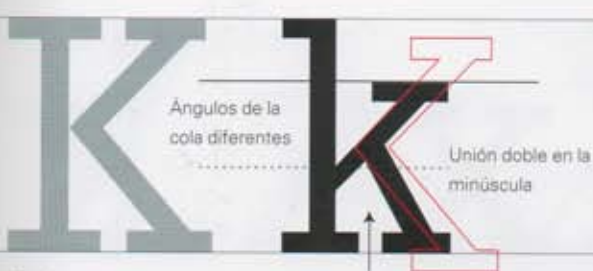 K
k
Ángulos de la
cola diferentes
Unión doble en la
minúscula